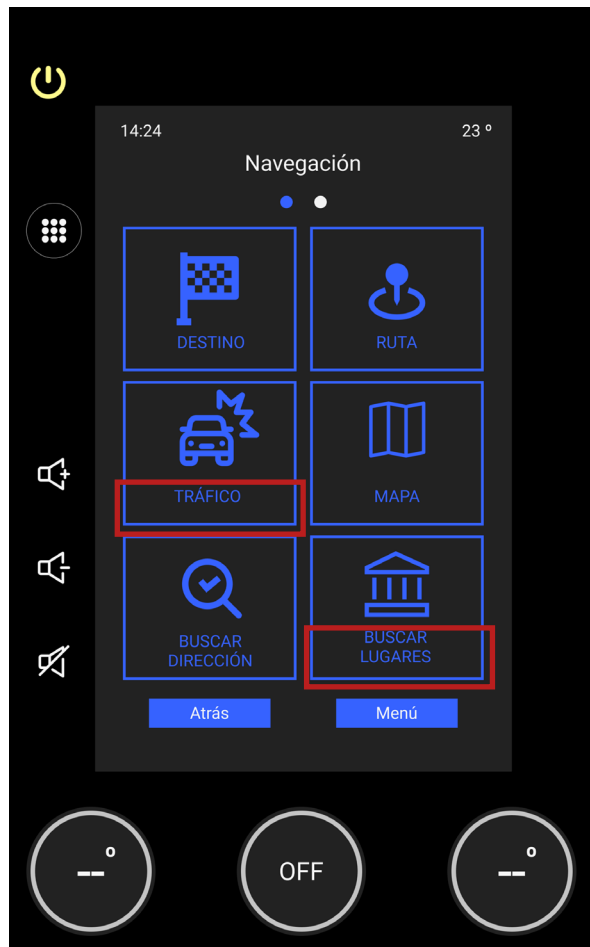 14:24 23 º
Navegación
DESTINO RUTA
TRÁFICO MAPA
BUSCAR
DIRECCIÓN
BUSCAR
LUGARES
Atrás Menú
--º OFF --º